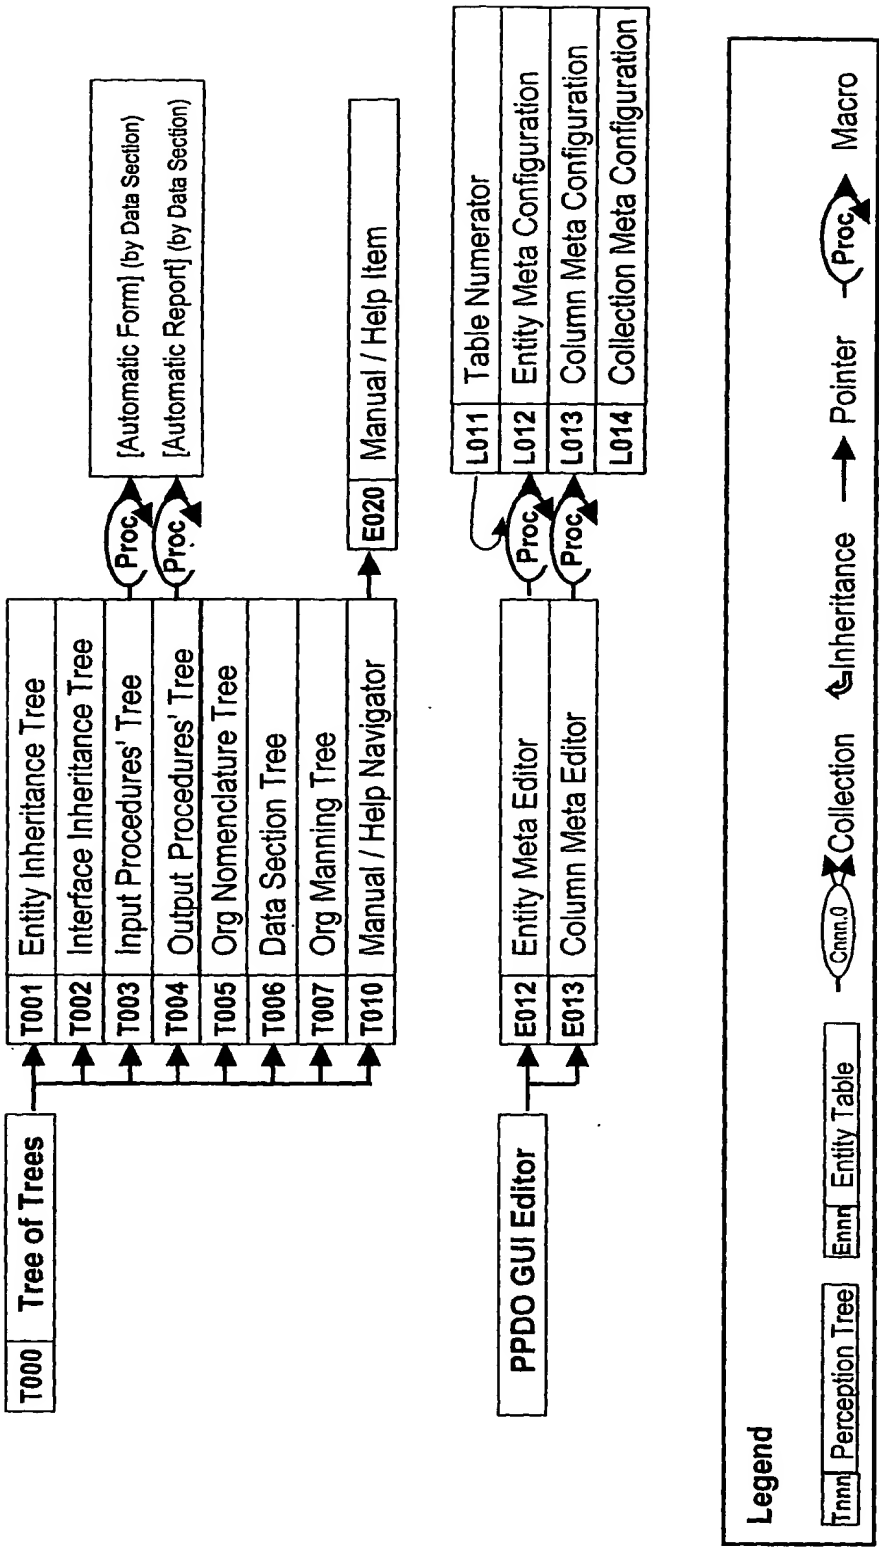 T000 Tree of Trees
T001 Entity Inheritance Tree
T002 Interface Inheritance Tree
T003 Input Procedures' Tree
T004 Output Procedures' Tree
T005 Org Nomenclature Tree
T006 Data Section Tree
T007 Org Manning Tree
T010 Manual / Help Navigator
Proc.
Proc.
[Automatic Form] (by Data Section)
[Automatic Report] (by Data Section)
E020 Manual / Help Item
PPDO GUI Editor
E012 Entity Meta Editor
E013 Column Meta Editor
Proc.
Proc.
L011 Table Numerator
L012 Entity Meta Configuration
L013 Column Meta Configuration
L014 Collection Meta Configuration
Legend
Tnnn Perception Tree
Ennn Entity Table
Cnnn.0 Collection
Inheritance
Pointer
Proc. Macro